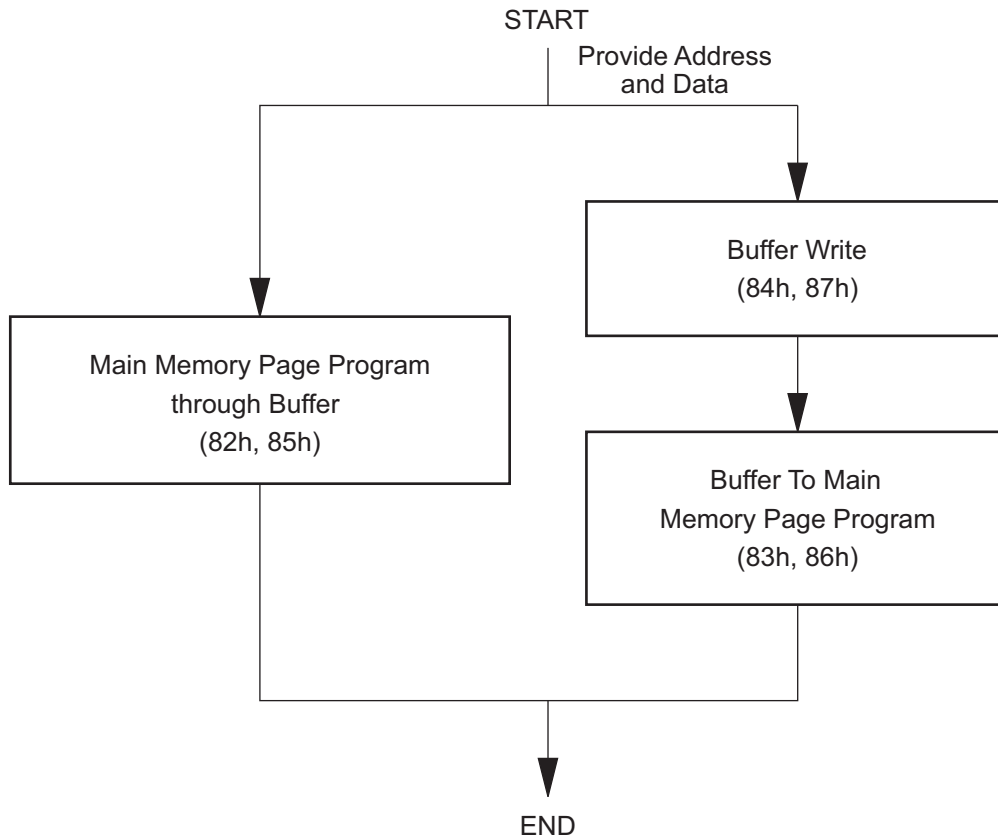 START
Provide Address
and Data
Buffer Write
(84h, 87h)
Main Memory Page Program
through Buffer
(82h, 85h)
Buffer To Main
Memory Page Program
(83h, 86h)
END